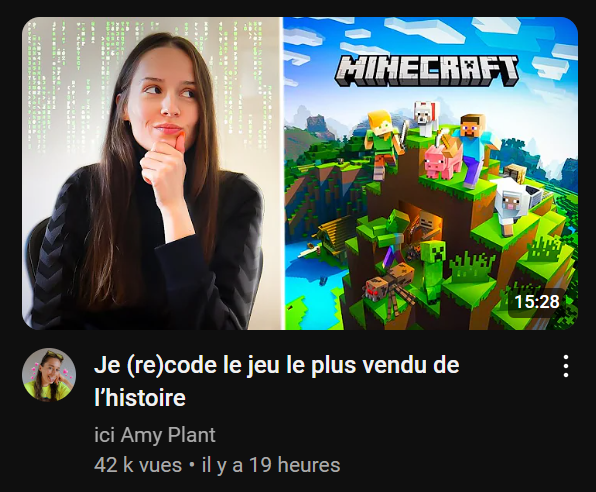 MINECRAFT
15:28
Je (re)code le jeu le plus vendu de
l’histoire
ici Amy Plant
42 k vues • il y a 19 heures